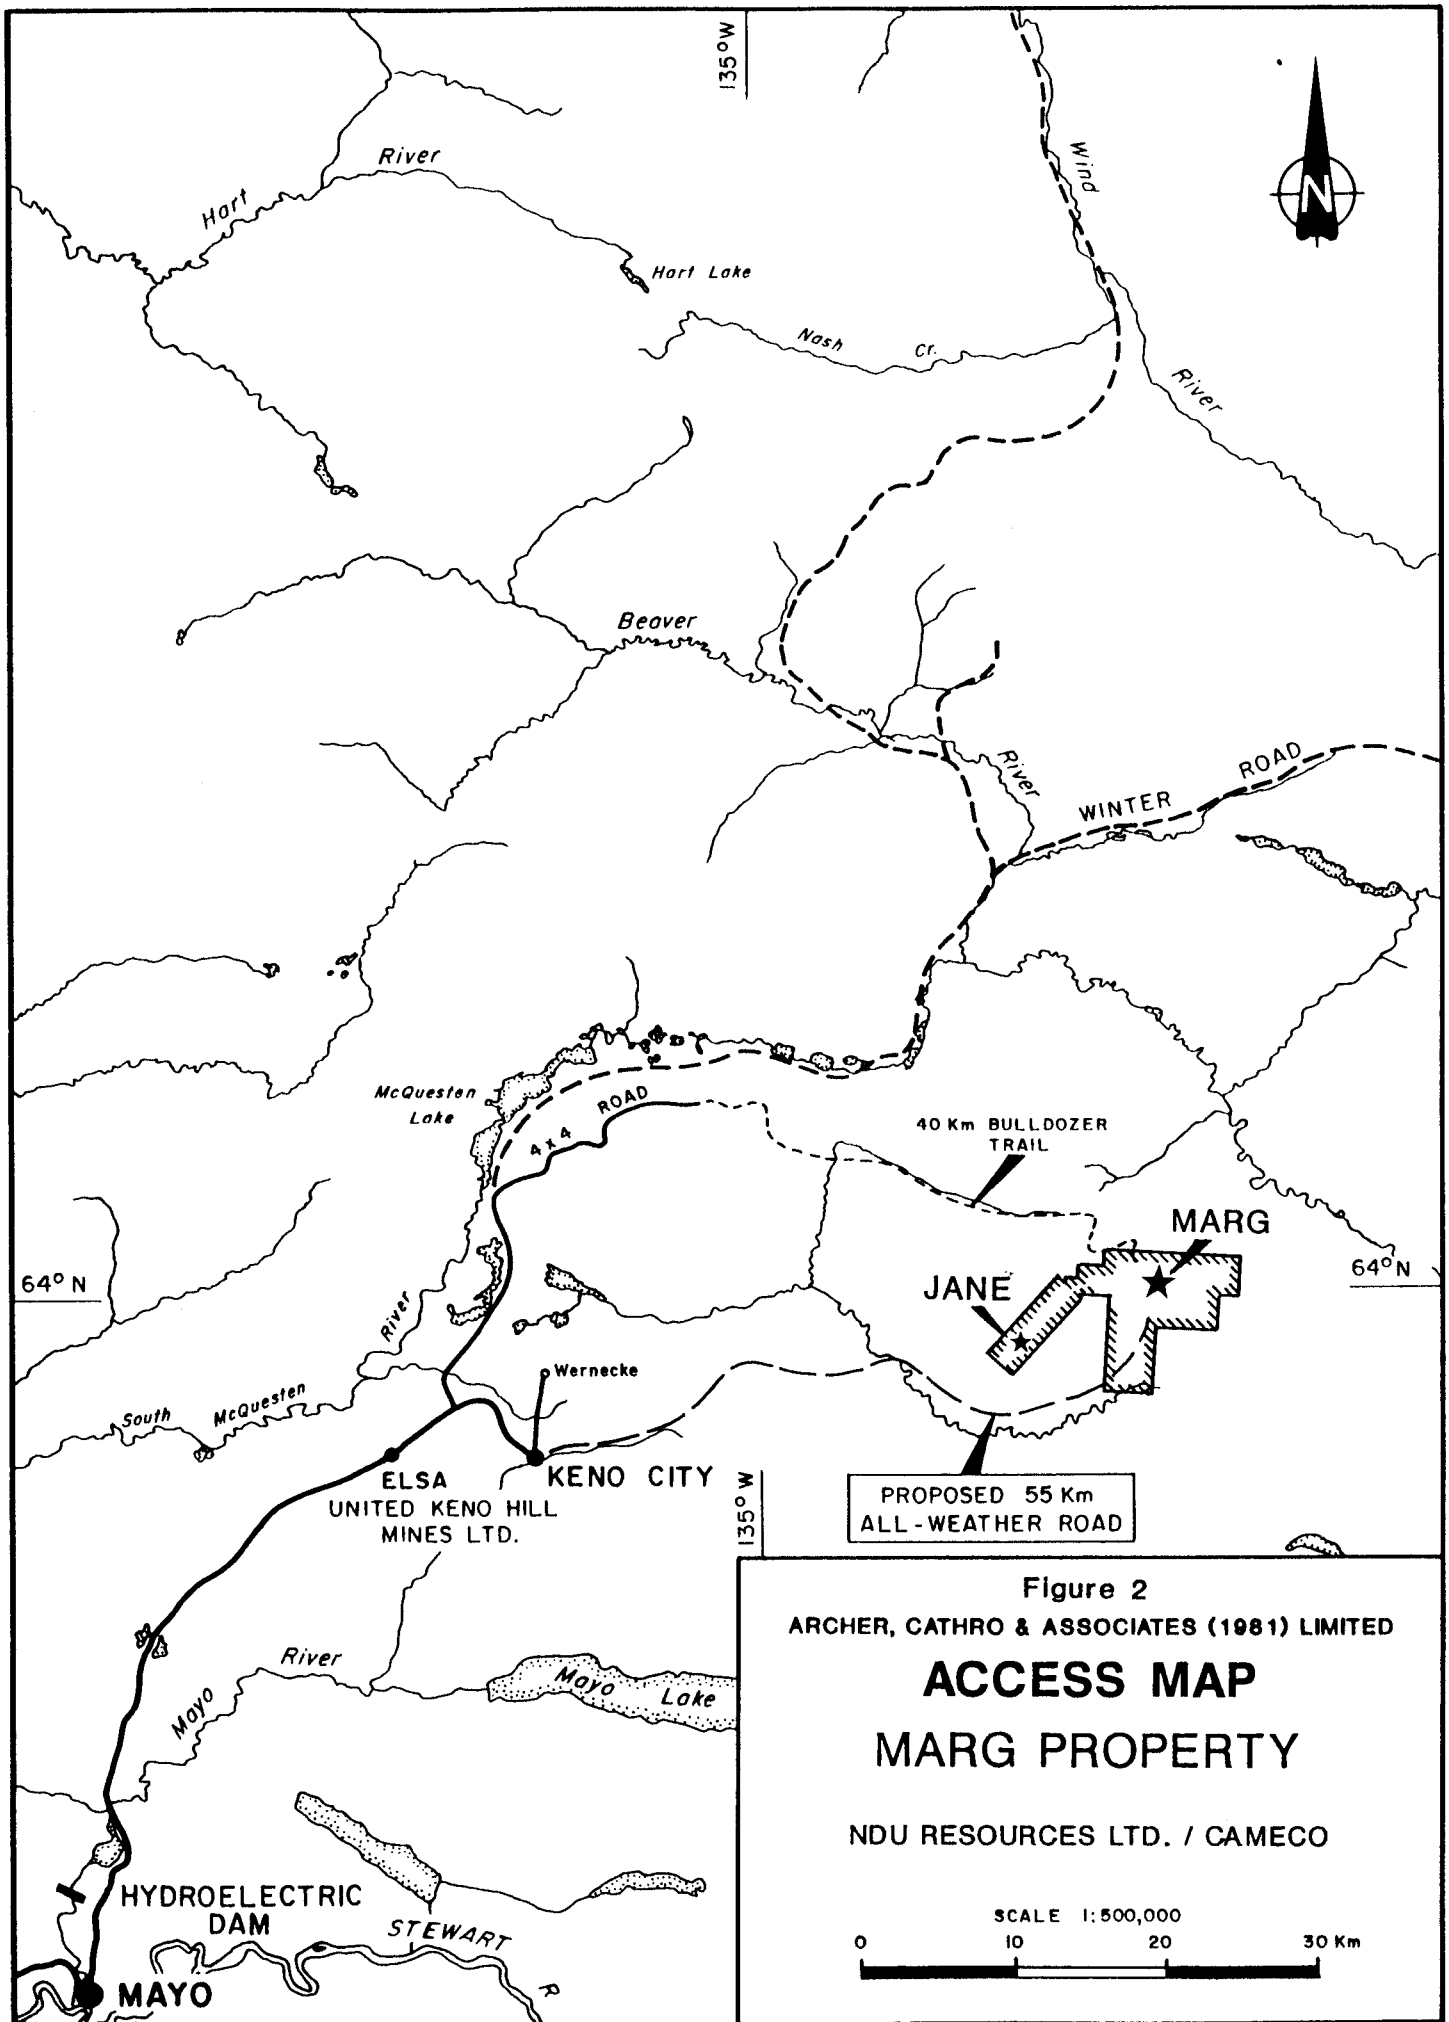 135°W
N
Wind
River
Hart
River
Hart Lake
Nash Cr.
River
Beaver
River
WINTER ROAD
McQuesten
Lake
4 x 4 ROAD
40 Km BULLDOZER
TRAIL
MARG
64° N
64° N
JANE
River
Wernecke
South McQuesten
ELSA
UNITED KENO HILL
MINES LTD.
KENO CITY
135° W
PROPOSED 55 Km
ALL-WEATHER ROAD
Mayo River
Mayo Lake
HYDROELECTRIC
DAM
STEWART R
MAYO
Figure 2
ARCHER, CATHRO & ASSOCIATES (1981) LIMITED
ACCESS MAP
MARG PROPERTY
NDU RESOURCES LTD. / CAMECO
SCALE 1:500,000
0 10 20 30 Km